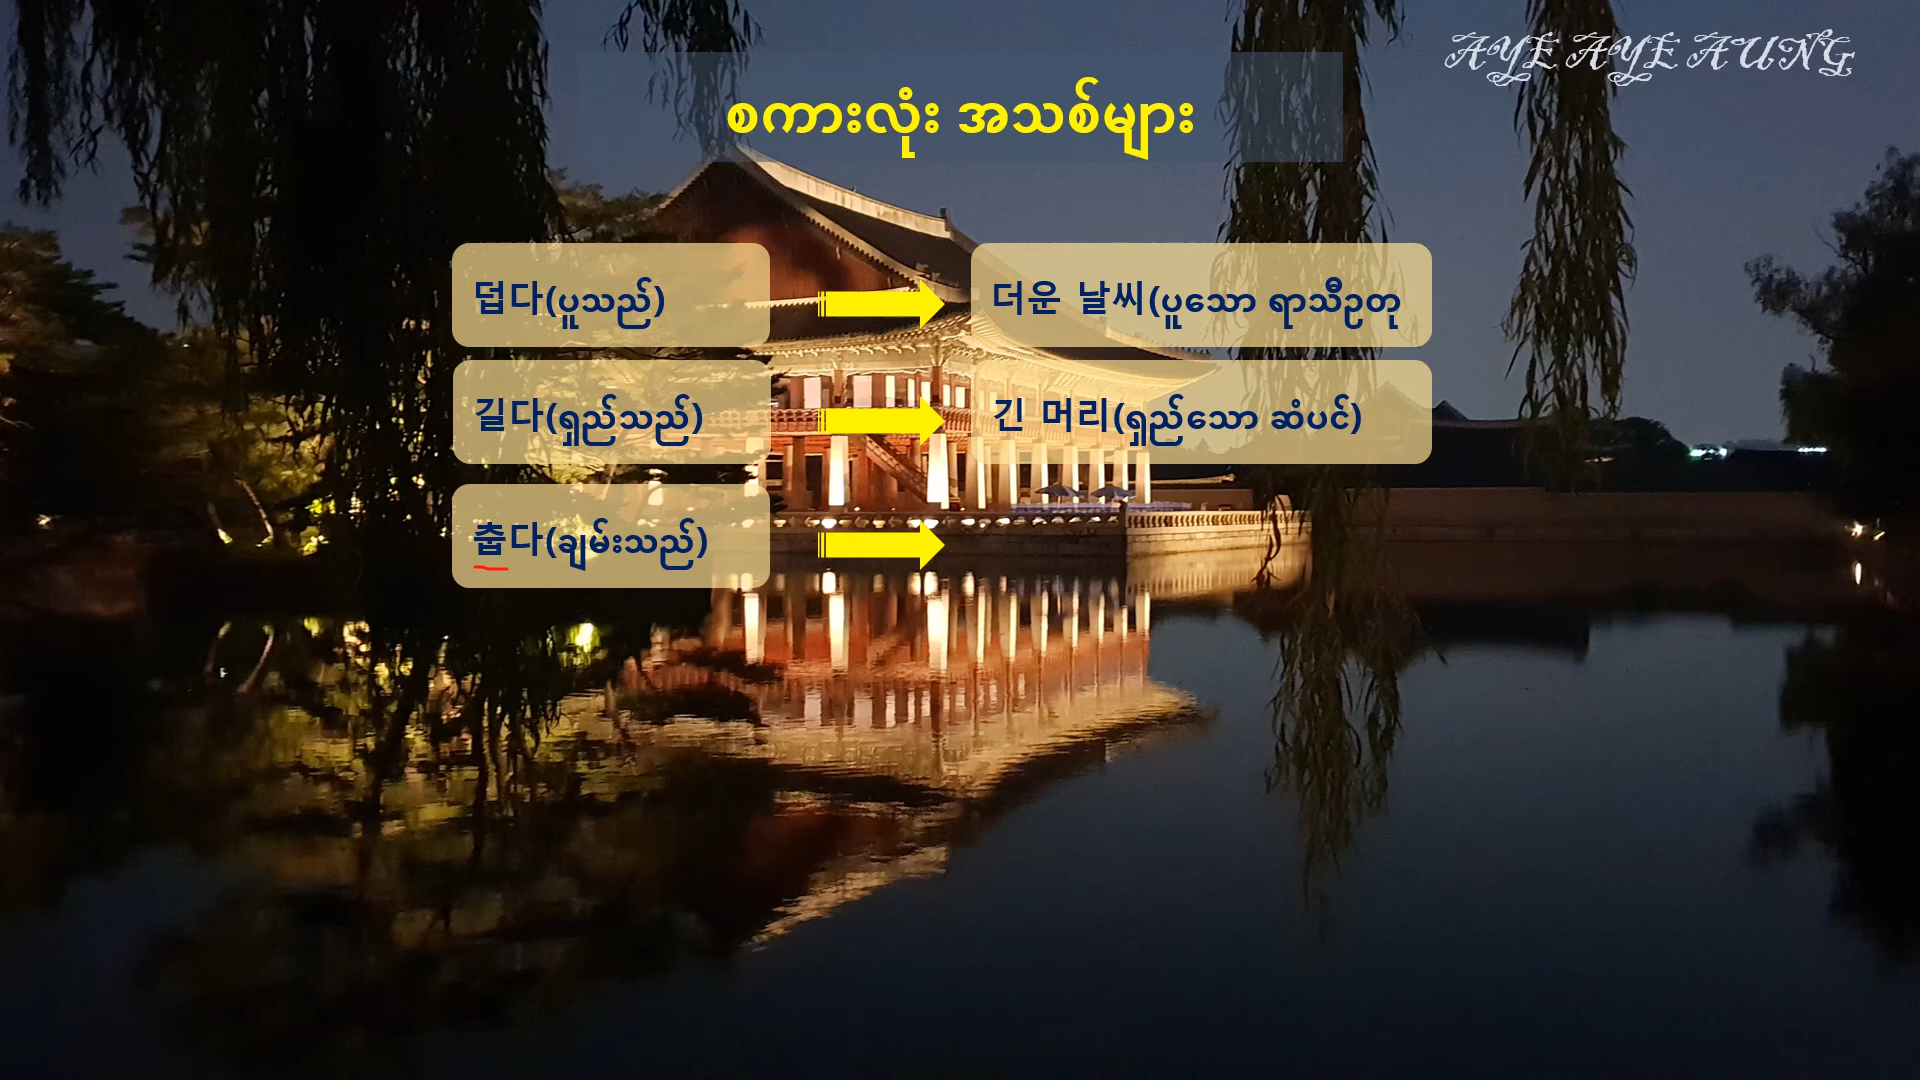 AYE AYE AUNG
စကားလုံး အသစ်များ
덥다(ပူသည်)
더운 날씨(ပူသော ရာသီဥတု
길다(ရှည်သည်)
긴 머리(ရှည်သော ဆံပင်)
춥다(ချမ်းသည်)